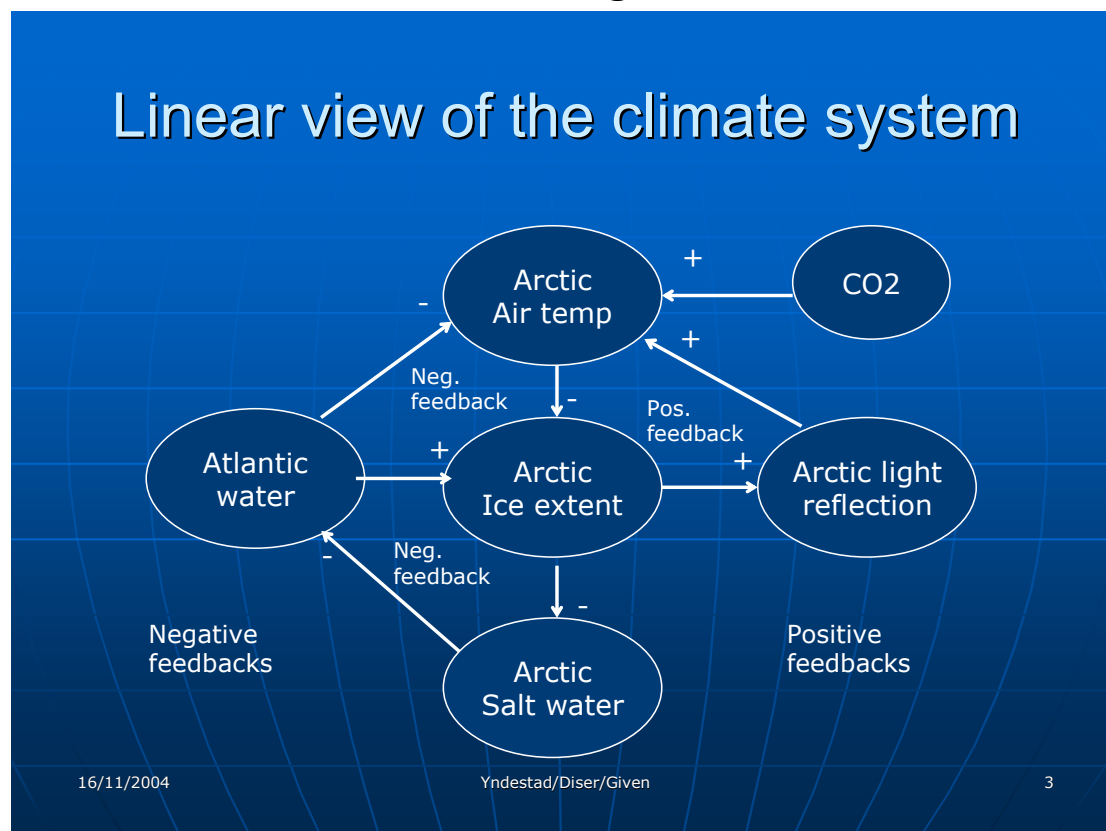 Linear view of the climate system
Arctic
Air temp
+
CO2
-
+
Neg.
feedback
-
Pos.
feedback
Atlantic
water
+
Arctic
Ice extent
+
Arctic light
reflection
-
Neg.
feedback
-
Negative
feedbacks
Arctic
Salt water
Positive
feedbacks
16/11/2004
Yndestad/Diser/Given
3